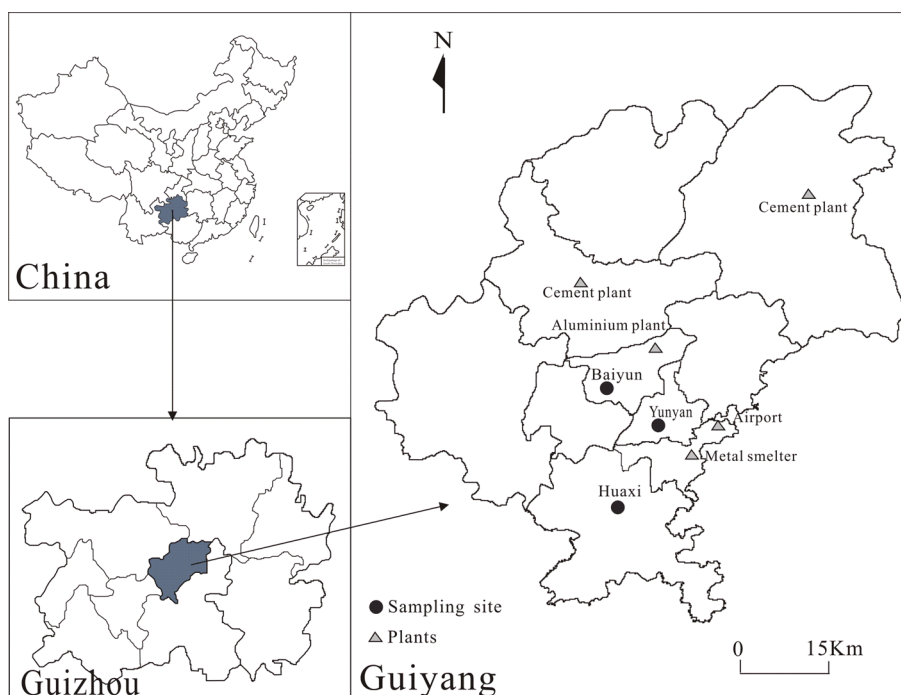 China
Guizhou
N
Cement plant
Cement plant
Aluminium plant
Baiyun
Yunyan
Airport
Metal smelter
Huaxi
Sampling site
Plants
Guiyang
0 15Km